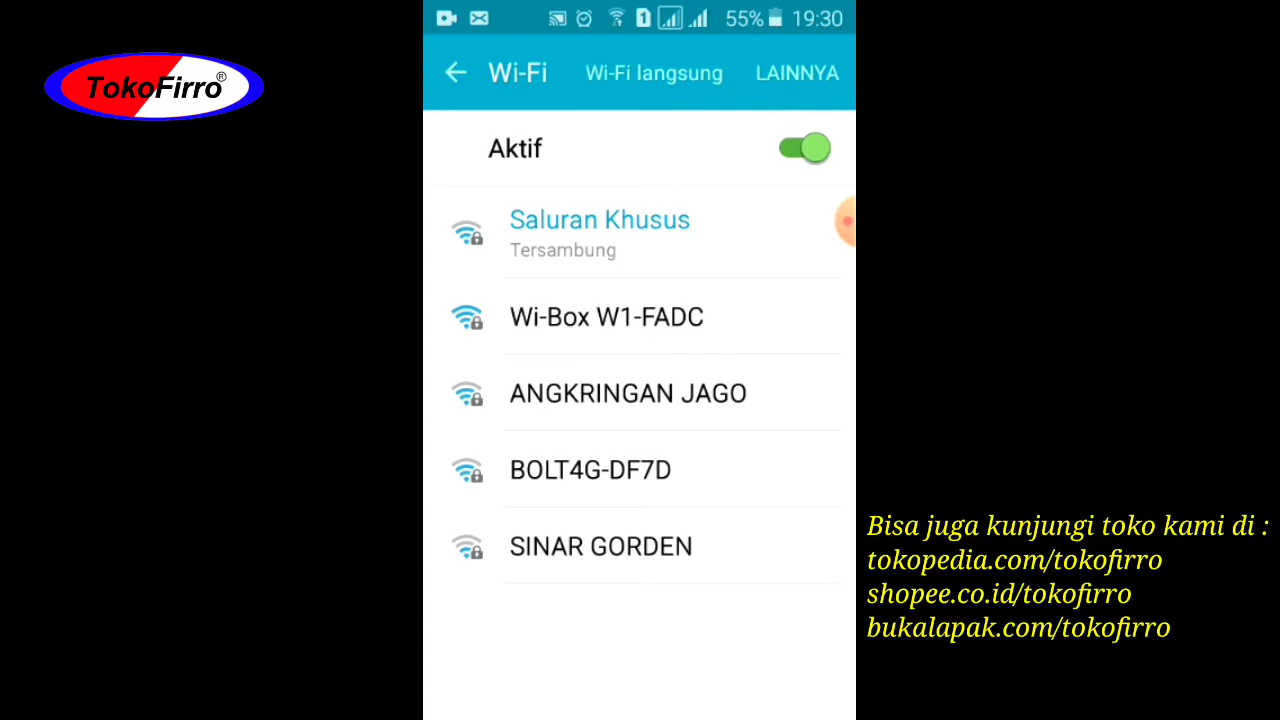 TokoFirro®
1 55% 19:30
Wi-Fi Wi-Fi langsung LAINNYA
Aktif
Saluran Khusus
Tersambung
Wi-Box W1-FADC
ANGKRINGAN JAGO
BOLT4G-DF7D
SINAR GORDEN
Bisa juga kunjungi toko kami di :
tokopedia.com/tokofirro
shopee.co.id/tokofirro
bukalapak.com/tokofirro